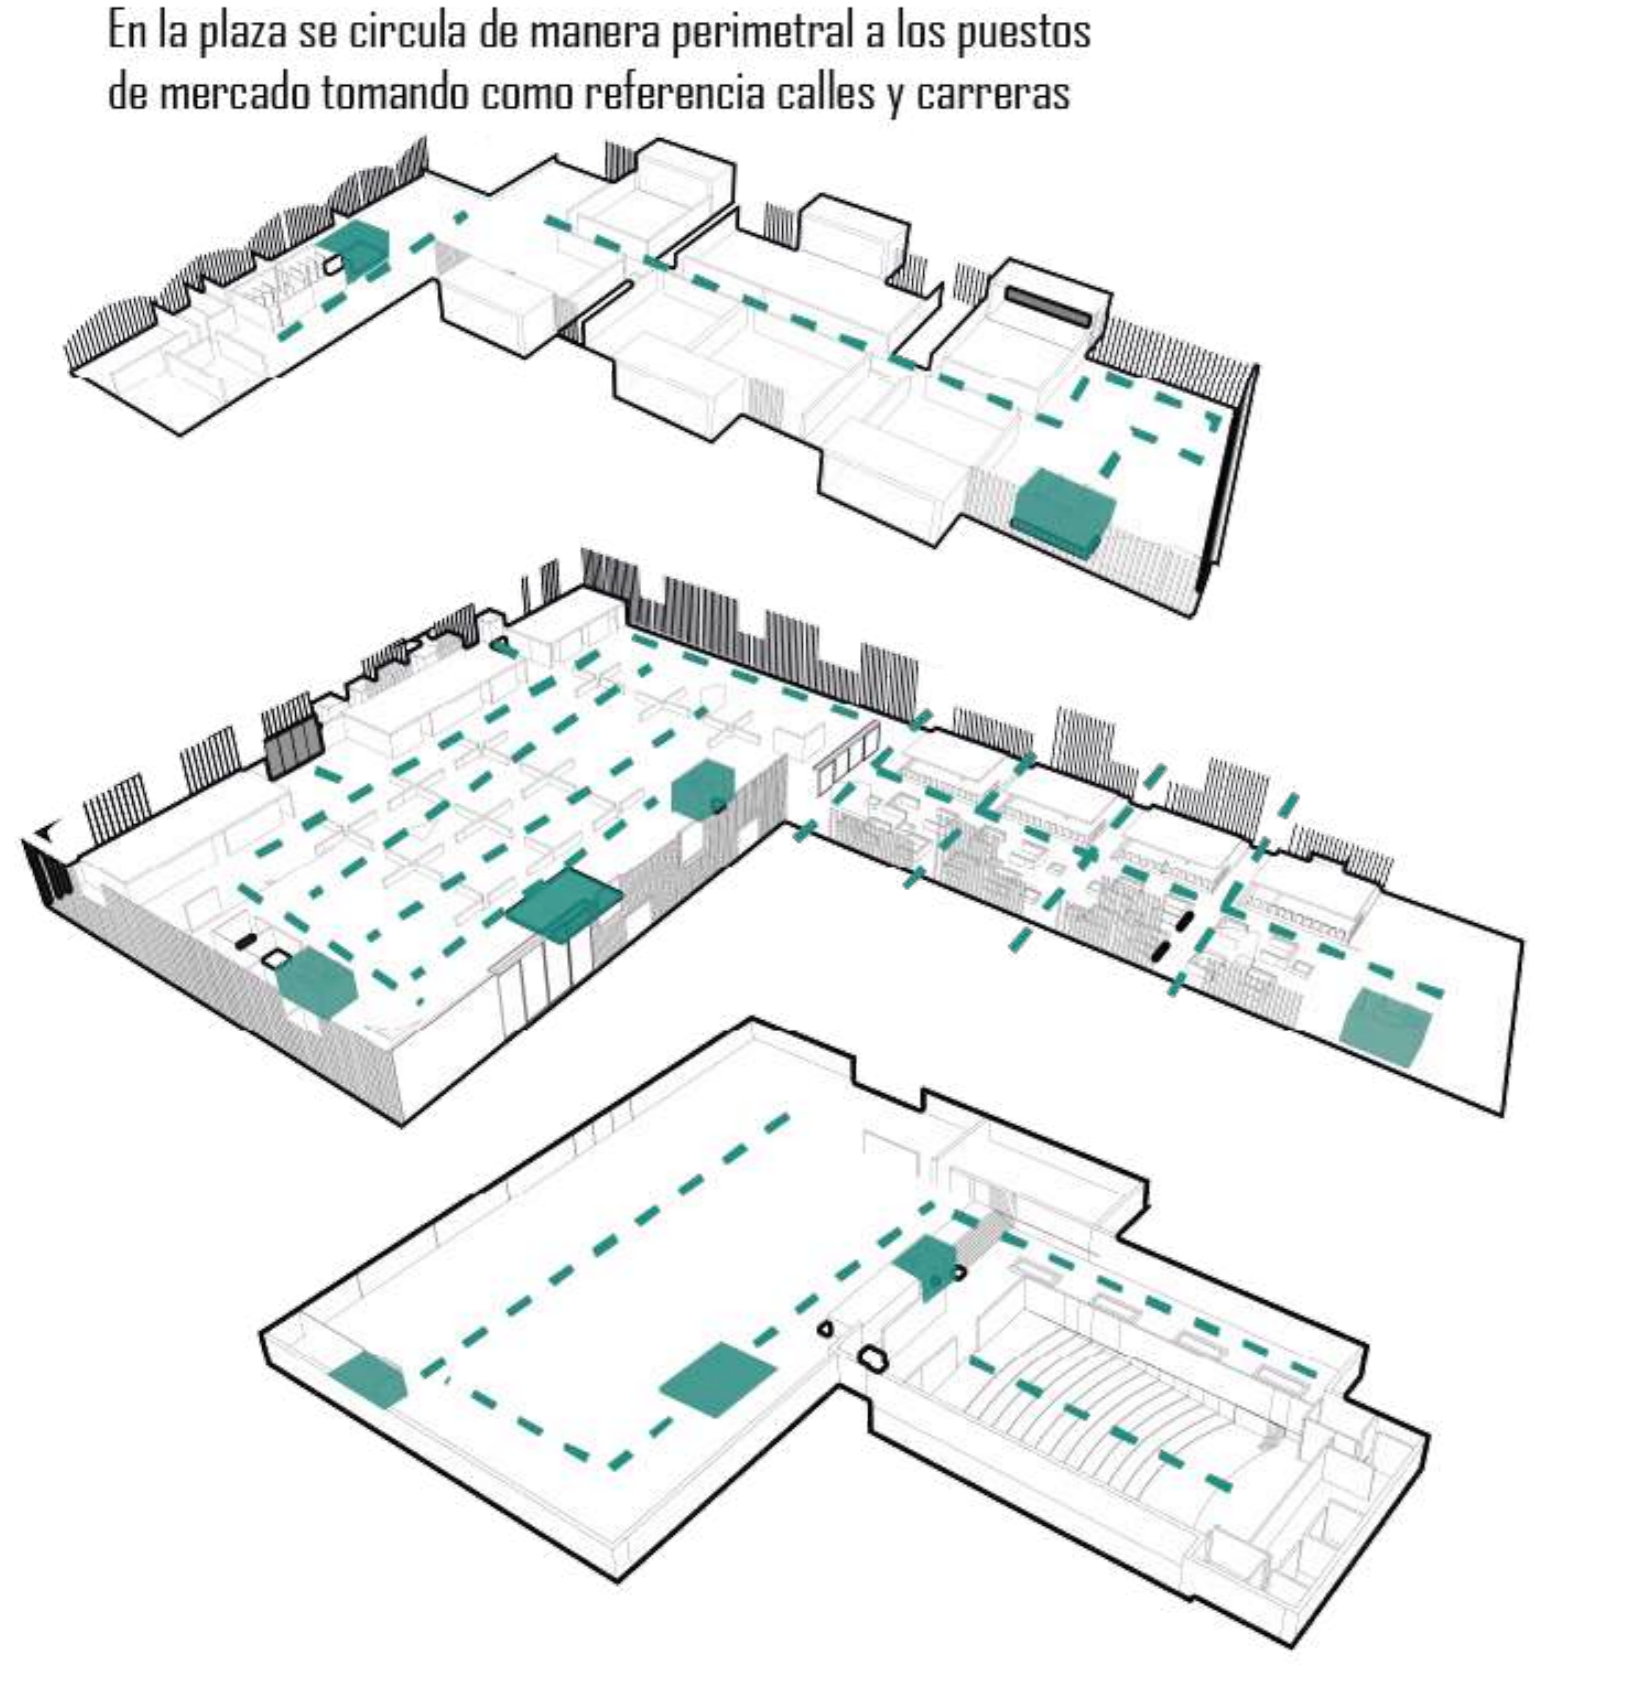 En la plaza se circula de manera perimetral a los puestos
de mercado tomando como referencia calles y carreras